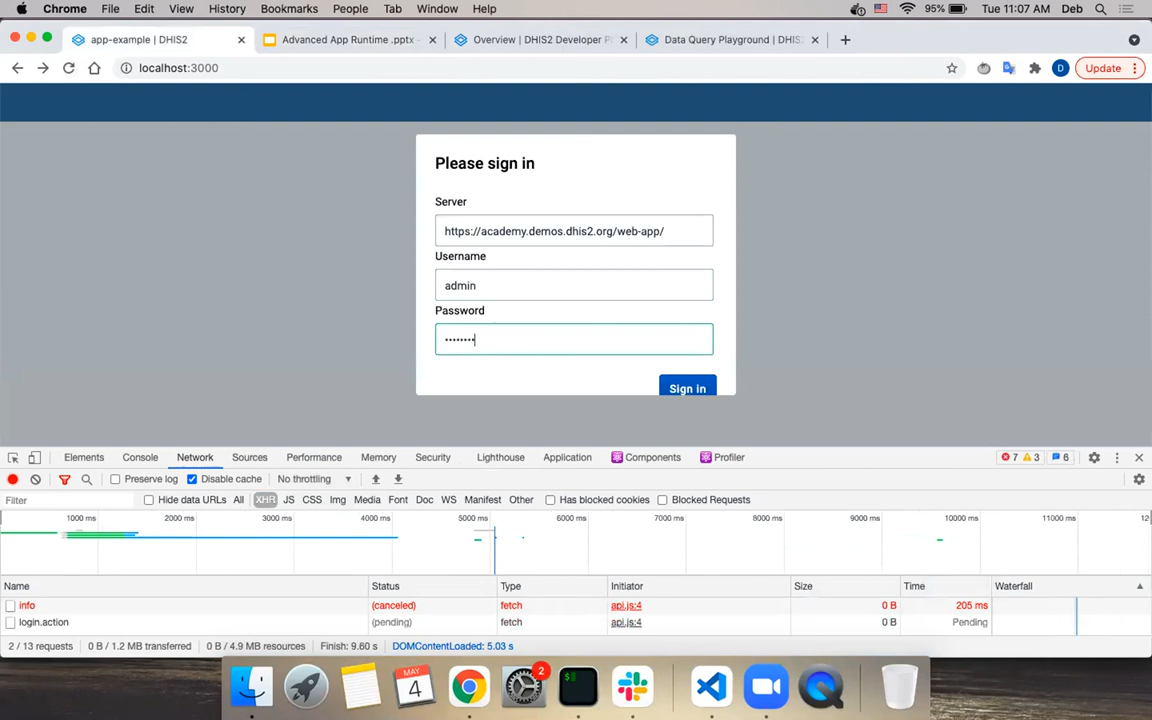 Chrome File Edit View History Bookmarks People Tab Window Help 95% Tue 11:07 AM Deb
app-example | DHIS2 Advanced App Runtime .pptx - Overview | DHIS2 Developer P Data Query Playground | DHIS
localhost:3000 D Update
Please sign in
Server
https://academy.demos.dhis2.org/web-app/
Username
admin
Password
••••••••
Sign in
Elements Console Network Sources Performance Memory Security Lighthouse Application Components Profiler 7 3 6
Preserve log Disable cache No throttling
Filter Hide data URLs All XHR JS CSS Img Media Font Doc WS Manifest Other Has blocked cookies Blocked Requests
1000 ms 2000 ms 3000 ms 4000 ms 5000 ms 6000 ms 7000 ms 8000 ms 9000 ms 10000 ms 11000 ms 12
Name Status Type Initiator Size Time Waterfall
info (canceled) fetch api.js:4 0 B 205 ms
login.action (pending) fetch api.js:4 0 B Pending
2 / 13 requests 0 B / 1.2 MB transferred 0 B / 4.9 MB resources Finish: 9.60 s DOMContentLoaded: 5.03 s
MAY
4
2
$